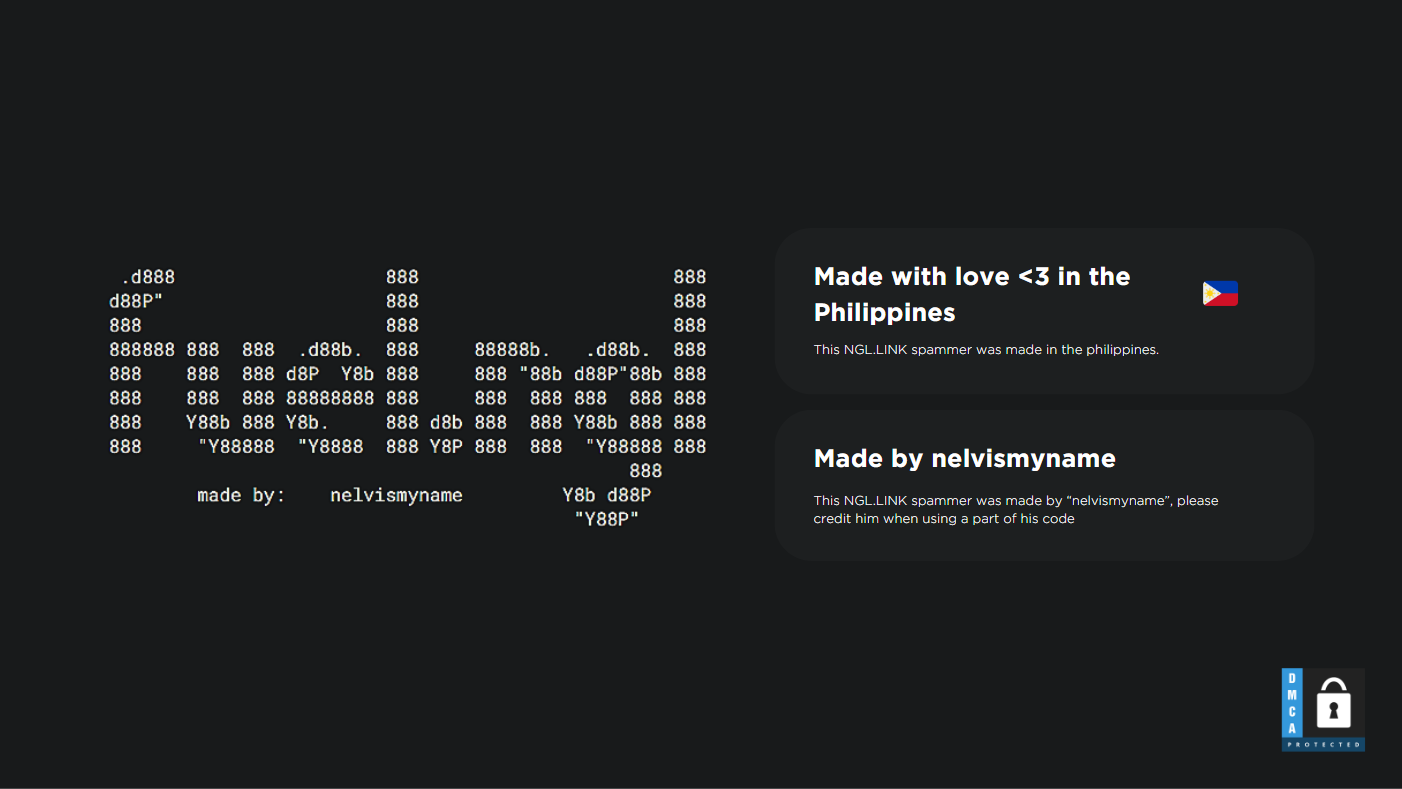 .d888                   888                       888
d88P"                    888                       888
888                      888                       888
888888 888  888  .d88b.  888     88888b.   .d88b.  888
888    888  888 d8P  Y8b 888     888 "88b d88P"88b 888
888    888  888 88888888 888     888  888 888  888 888
888    Y88b 888 Y8b.     888 d8b 888  888 Y88b 888 888
888     "Y88888  "Y8888  888 Y8P 888  888  "Y88888 888
                                               888
        made by:    nelvismyname         Y8b d88P
                                          "Y88P"
Made with love <3 in the
Philippines
This NGL.LINK spammer was made in the philippines.
Made by nelvismyname
This NGL.LINK spammer was made by “nelvismyname”, please
credit him when using a part of his code
DMCA
PROTECTED